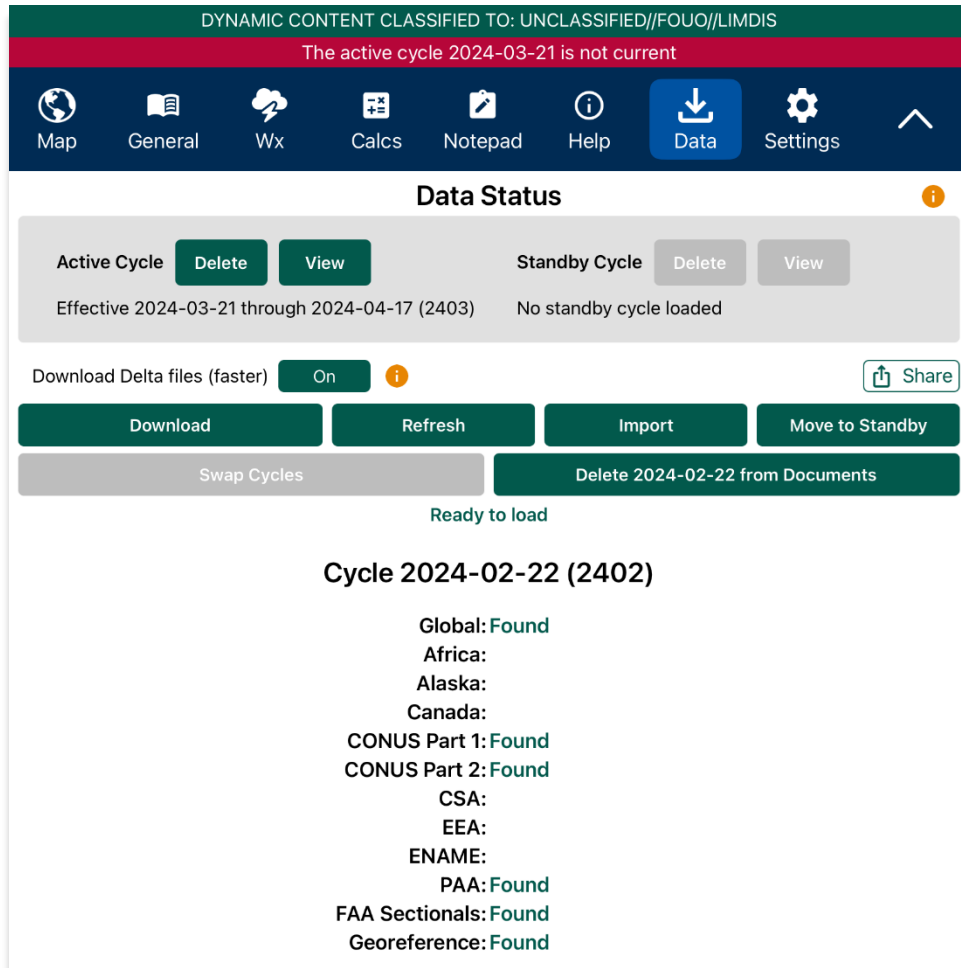 DYNAMIC CONTENT CLASSIFIED TO: UNCLASSIFIED//FOUO//LIMDIS
The active cycle 2024-03-21 is not current
Map General Wx Calcs Notepad Help Data Settings
Data Status
Active Cycle Delete View Standby Cycle Delete View
Effective 2024-03-21 through 2024-04-17 (2403) No standby cycle loaded
Download Delta files (faster) On Share
Download Refresh Import Move to Standby
Swap Cycles Delete 2024-02-22 from Documents
Ready to load
Cycle 2024-02-22 (2402)
Global: Found
Africa:
Alaska:
Canada:
CONUS Part 1: Found
CONUS Part 2: Found
CSA:
EEA:
ENAME:
PAA: Found
FAA Sectionals: Found
Georeference: Found